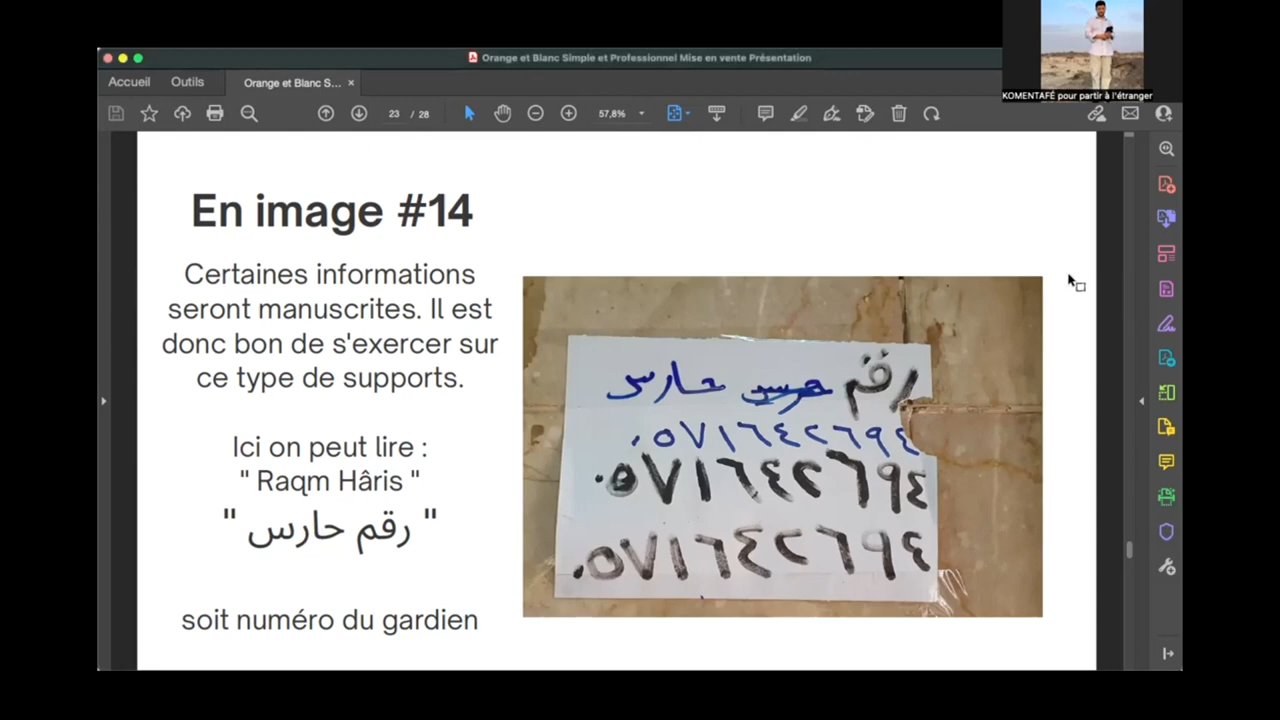 Orange et Blanc Simple et Professionnel Mise en vente Présentation
KOMENTAFÉ pour partir à l'étranger
Accueil Outils Orange et Blanc S... ×
23 / 28 57,8%
En image #14
Certaines informations
seront manuscrites. Il est
donc bon de s'exercer sur
ce type de supports.
Ici on peut lire :
" Raqm Hâris "
" رقم حارس "
soit numéro du gardien
رقم حارس
٠٥٧١٦٤٢٦٩٤
٠٥٧١٦٤٢٦٩٤
٠٥٧١٦٤٢٦٩٤